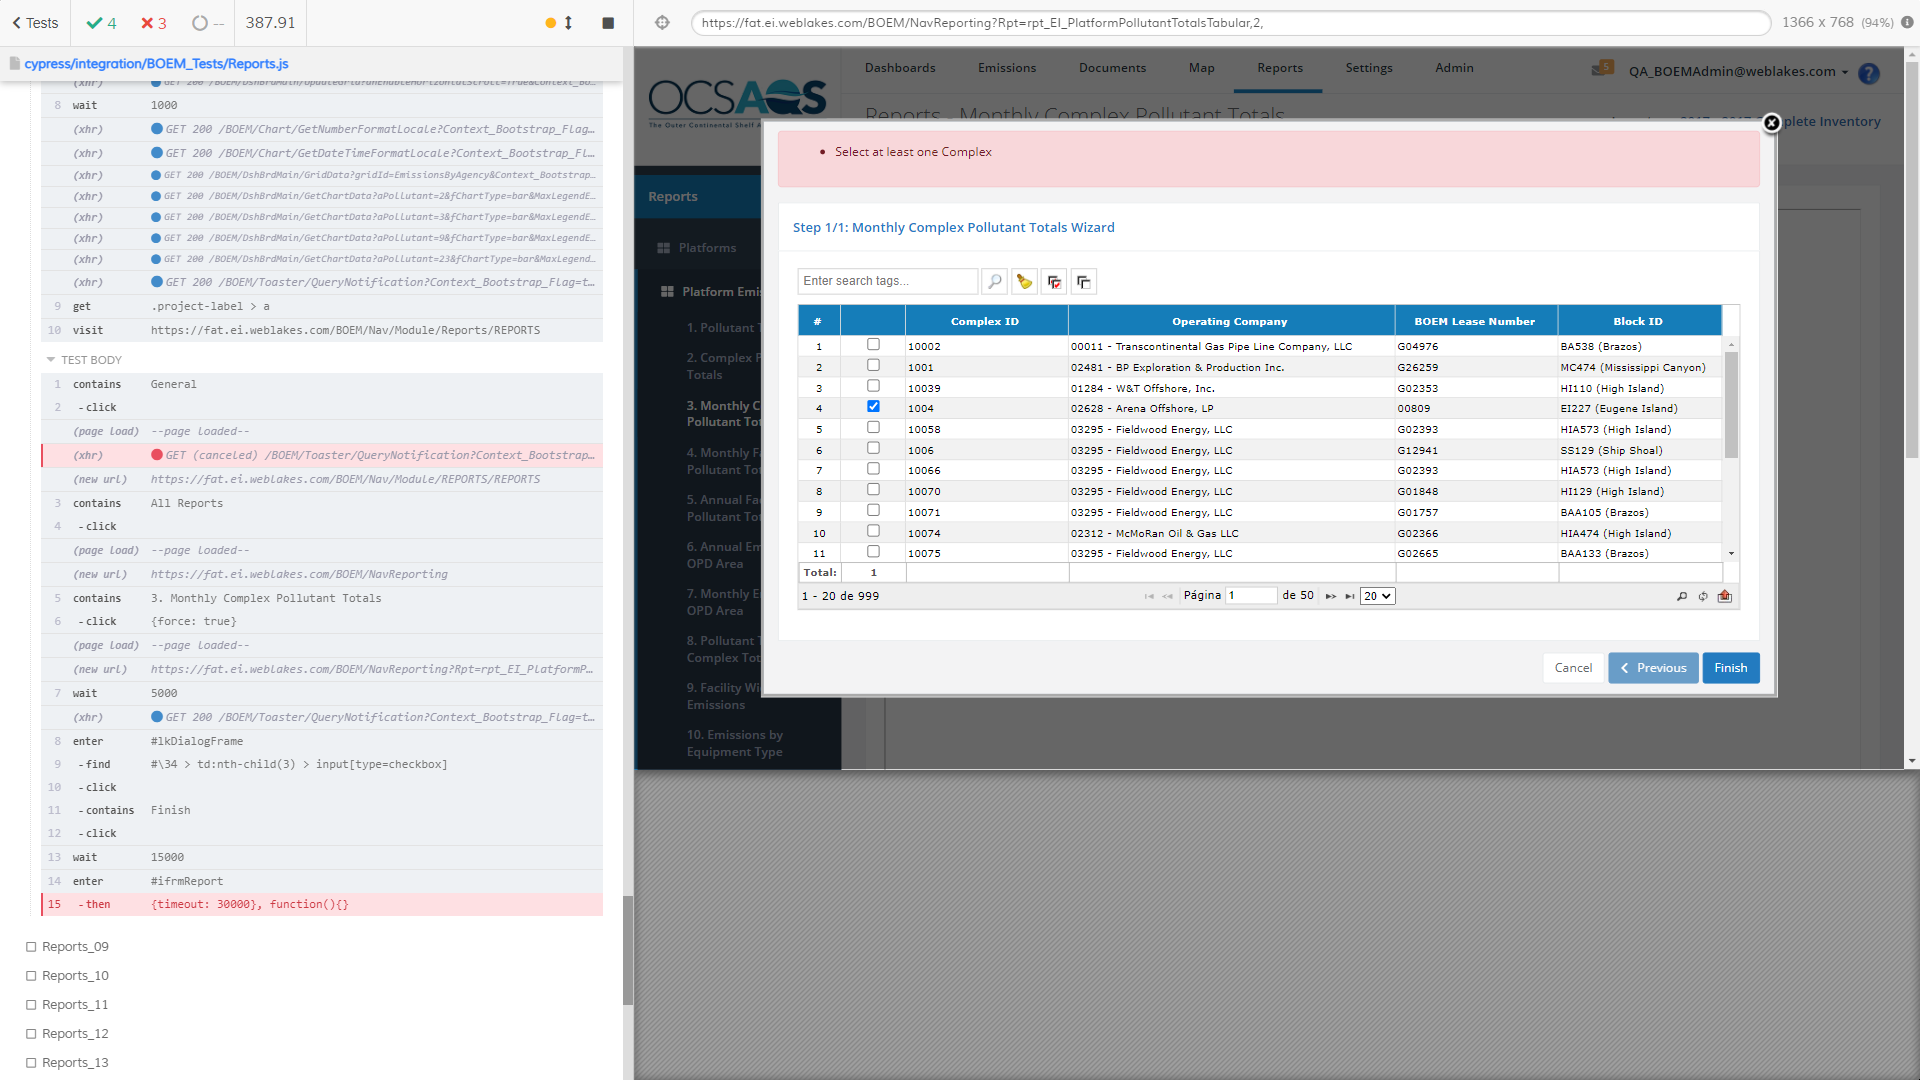 Tests
4
3
--
387.91
cypress/integration/BOEM_Tests/Reports.js
8 wait 1000
(xhr) GET 200 /BOEM/Chart/GetNumberFormatLocale?Context_Bootstrap_Flag...
(xhr) GET 200 /BOEM/Chart/GetDateTimeFormatLocale?Context_Bootstrap_Fl...
(xhr) GET 200 /BOEM/DshBrdMain/GridData?gridId=EmissionsByAgency&Context_Bootstrap...
(xhr) GET 200 /BOEM/DshBrdMain/GetChartData?aPollutant=2&fChartType=bar&MaxLegendE...
(xhr) GET 200 /BOEM/DshBrdMain/GetChartData?aPollutant=3&fChartType=bar&MaxLegendE...
(xhr) GET 200 /BOEM/DshBrdMain/GetChartData?aPollutant=9&fChartType=bar&MaxLegendE...
(xhr) GET 200 /BOEM/DshBrdMain/GetChartData?aPollutant=23&fChartType=bar&MaxLegend...
(xhr) GET 200 /BOEM/Toaster/QueryNotification?Context_Bootstrap_Flag=t...
9 get .project-label > a
10 visit https://fat.ei.weblakes.com/BOEM/Nav/Module/Reports/REPORTS
TEST BODY
1 contains General
2 -click
(page load) --page loaded--
(xhr) GET (canceled) /BOEM/Toaster/QueryNotification?Context_Bootstrap...
(new url) https://fat.ei.weblakes.com/BOEM/Nav/Module/REPORTS/REPORTS
3 contains All Reports
4 -click
(page load) --page loaded--
(new url) https://fat.ei.weblakes.com/BOEM/NavReporting
5 contains 3. Monthly Complex Pollutant Totals
6 -click {force: true}
(page load) --page loaded--
(new url) https://fat.ei.weblakes.com/BOEM/NavReporting?Rpt=rpt_EI_PlatformP...
7 wait 5000
(xhr) GET 200 /BOEM/Toaster/QueryNotification?Context_Bootstrap_Flag=t...
8 enter #lkDialogFrame
9 -find #\34 > td:nth-child(3) > input[type=checkbox]
10 -click
11 -contains Finish
12 -click
13 wait 15000
14 enter #ifrmReport
15 -then {timeout: 30000}, function(){}
Reports_09
Reports_10
Reports_11
Reports_12
Reports_13
https://fat.ei.weblakes.com/BOEM/NavReporting?Rpt=rpt_EI_PlatformPollutantTotalsTabular,2,
1366 x 768 (94%)
OCSAQS
The Outer Continental Shelf A
Dashboards Emissions Documents Map Reports Settings Admin
5
QA_BOEMAdmin@weblakes.com
?
Reports - Monthly Complex Pollutant Totals
plete Inventory
Reports
Platforms
Platform Emis
1. Pollutant T
2. Complex P
Totals
3. Monthly C
Pollutant Tot
4. Monthly Fa
Pollutant Tot
5. Annual Fac
Pollutant Tot
6. Annual Em
OPD Area
7. Monthly E
OPD Area
8. Pollutant T
Complex Tot
9. Facility Wi
Emissions
10. Emissions by
Equipment Type
Select at least one Complex
Step 1/1: Monthly Complex Pollutant Totals Wizard
Enter search tags...
# Complex ID Operating Company BOEM Lease Number Block ID
1 10002 00011 - Transcontinental Gas Pipe Line Company, LLC G04976 BA538 (Brazos)
2 1001 02481 - BP Exploration & Production Inc. G26259 MC474 (Mississippi Canyon)
3 10039 01284 - W&T Offshore, Inc. G02353 HI110 (High Island)
4 1004 02628 - Arena Offshore, LP 00809 EI227 (Eugene Island)
5 10058 03295 - Fieldwood Energy, LLC G02393 HIA573 (High Island)
6 1006 03295 - Fieldwood Energy, LLC G12941 SS129 (Ship Shoal)
7 10066 03295 - Fieldwood Energy, LLC G02393 HIA573 (High Island)
8 10070 03295 - Fieldwood Energy, LLC G01848 HI129 (High Island)
9 10071 03295 - Fieldwood Energy, LLC G01757 BAA105 (Brazos)
10 10074 02312 - McMoRan Oil & Gas LLC G02366 HIA474 (High Island)
11 10075 03295 - Fieldwood Energy, LLC G02665 BAA133 (Brazos)
Total: 1
1 - 20 de 999
Página 1 de 50 20
Cancel Previous Finish